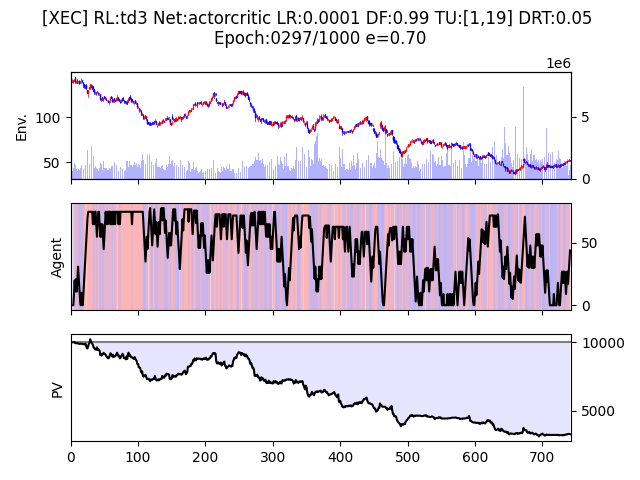 [XEC] RL:td3 Net:actorcritic LR:0.0001 DF:0.99 TU:[1,19] DRT:0.05
Epoch:0297/1000 e=0.70
1e6
Env.
100
50
5
0
Agent
50
0
PV
10000
5000
0 100 200 300 400 500 600 700